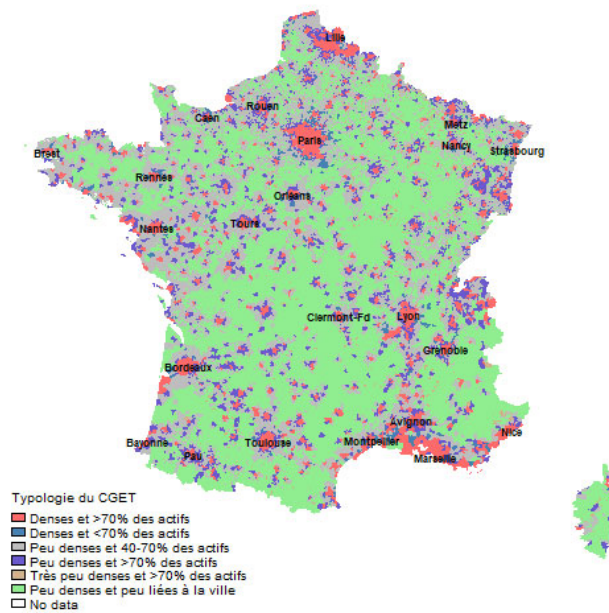 Lille
Rouen
Caen
Metz
Paris
Nancy
Strasbourg
Brest
Rennes
Orléans
Nantes
Tours
Clermont-Fd
Lyon
Grenoble
Bordeaux
Avignon
Nice
Bayonne
Toulouse
Montpellier
Pau
Marseille
Typologie du CGET
Denses et >70% des actifs
Denses et <70% des actifs
Peu denses et 40-70% des actifs
Peu denses et >70% des actifs
Très peu denses et >70% des actifs
Peu denses et peu liées à la ville
No data